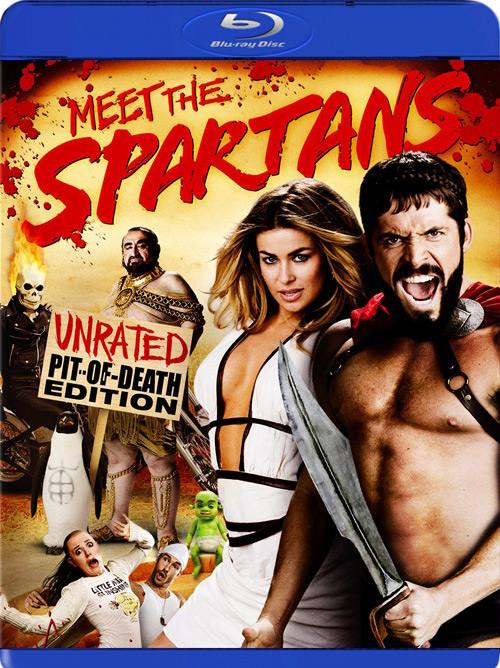 Blu-ray Disc
MEET THE
SPARTANS
UNRATED
PIT-OF-DEATH
EDITION